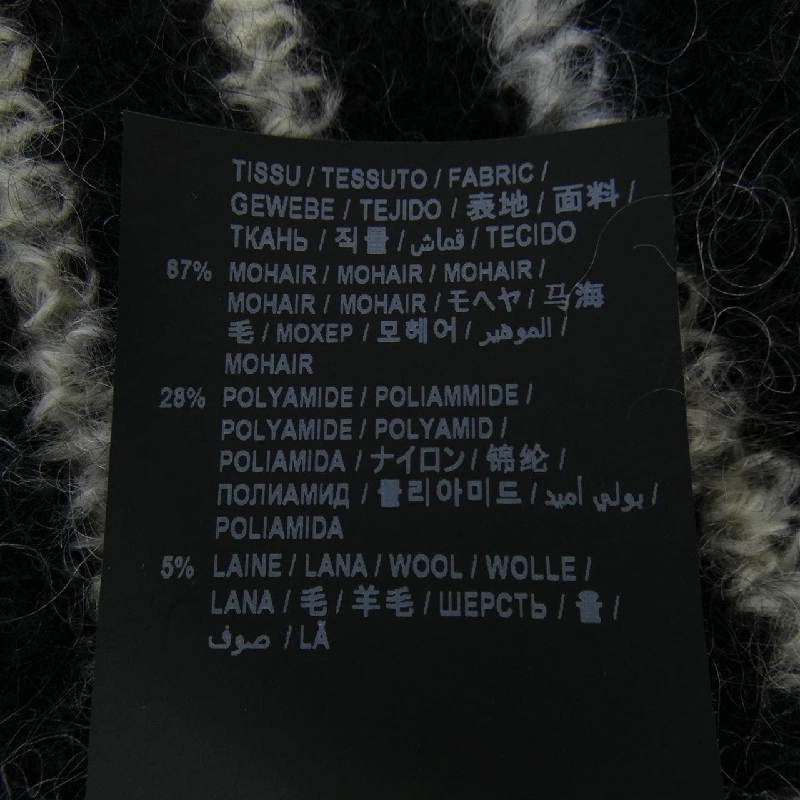 TISSU / TESSUTO / FABRIC /
GEWEBE / TEJIDO / 表地 / 面料 /
ТКАНЬ / 직물 / قماش / TECIDO
67% MOHAIR / MOHAIR / MOHAIR /
MOHAIR / MOHAIR / モヘヤ / 马海
毛 / МОХЕР / 모헤어 / الموهير /
MOHAIR
28% POLYAMIDE / POLIAMMIDE /
POLYAMIDE / POLYAMID /
POLIAMIDA / ナイロン / 锦纶 /
ПОЛИАМИД / 폴리아미드 / بولي أميد /
POLIAMIDA
5% LAINE / LANA / WOOL / WOLLE /
LANA / 毛 / 羊毛 / ШЕРСТЬ / 울 /
صوف / LÃ